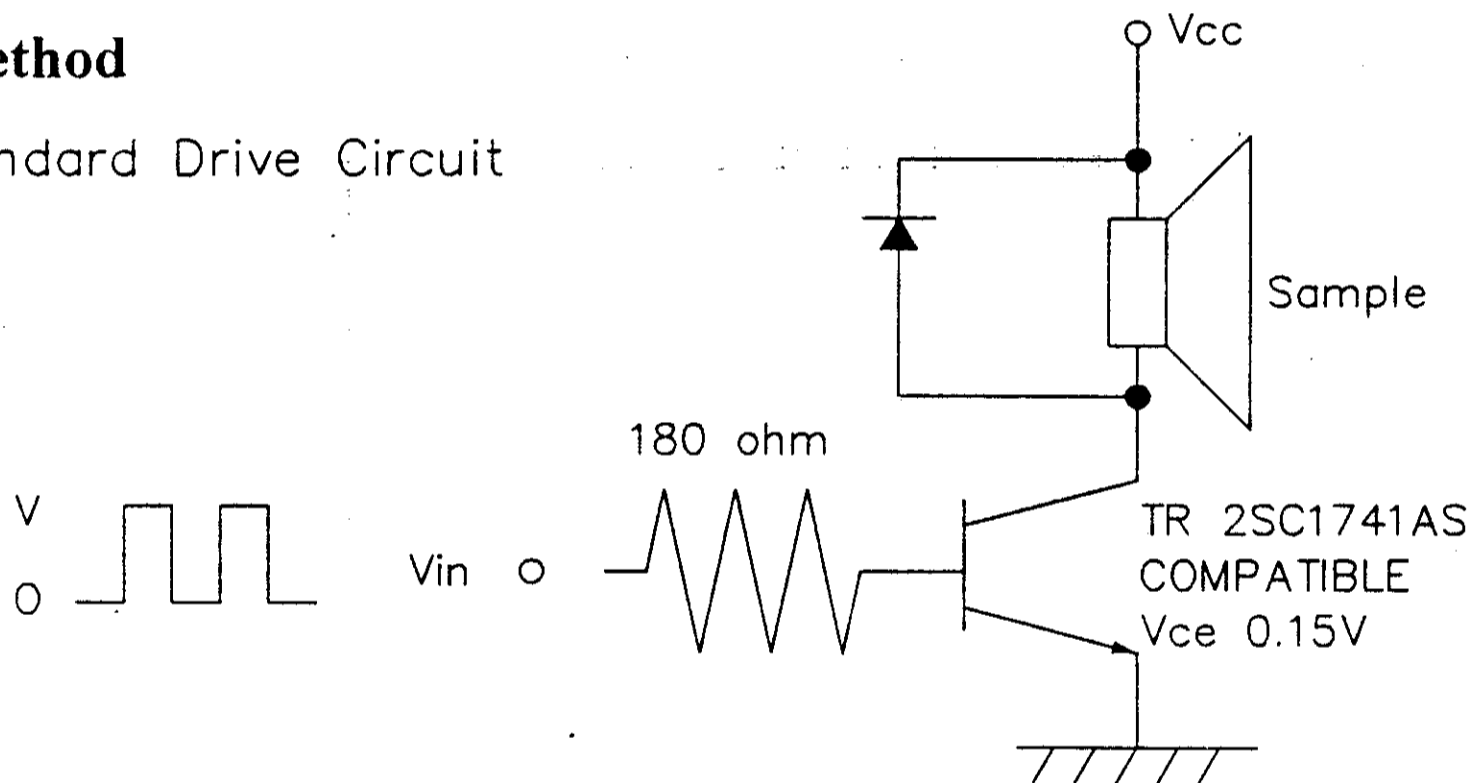 ethod
ndard Drive Circuit
Vcc
Sample
180 ohm
V
0
Vin
TR 2SC1741AS
COMPATIBLE
Vce 0.15V